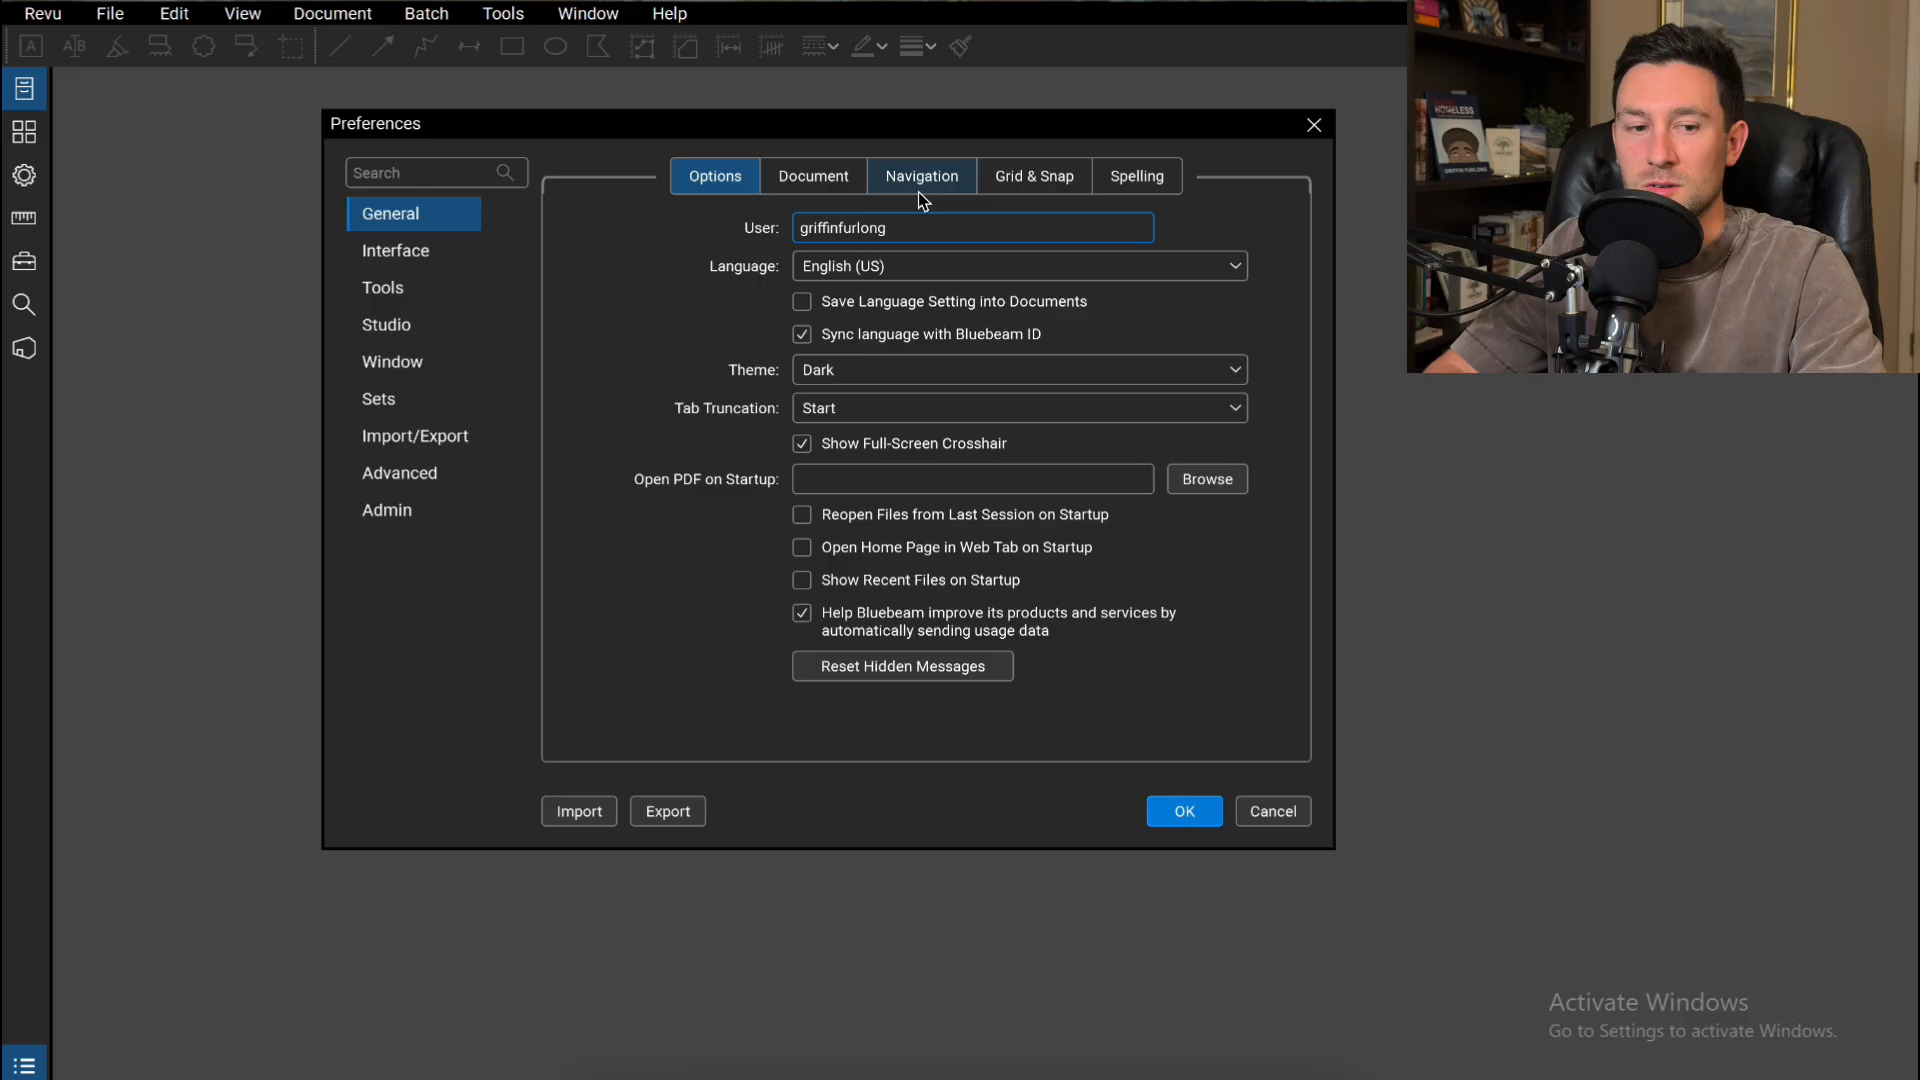 Revu File Edit View Document Batch Tools Window Help
Preferences
Search
Options Document Navigation Grid & Snap Spelling
General
Interface
Tools
Studio
Window
Sets
Import/Export
Advanced
Admin
User: griffinfurlong
Language: English (US)
Save Language Setting into Documents
Sync language with Bluebeam ID
Theme: Dark
Tab Truncation: Start
Show Full-Screen Crosshair
Open PDF on Startup: Browse
Reopen Files from Last Session on Startup
Open Home Page in Web Tab on Startup
Show Recent Files on Startup
Help Bluebeam improve its products and services by
automatically sending usage data
Reset Hidden Messages
Import Export OK Cancel
HOMELESS
GRIFFIN FURLONG
Activate Windows
Go to Settings to activate Windows.